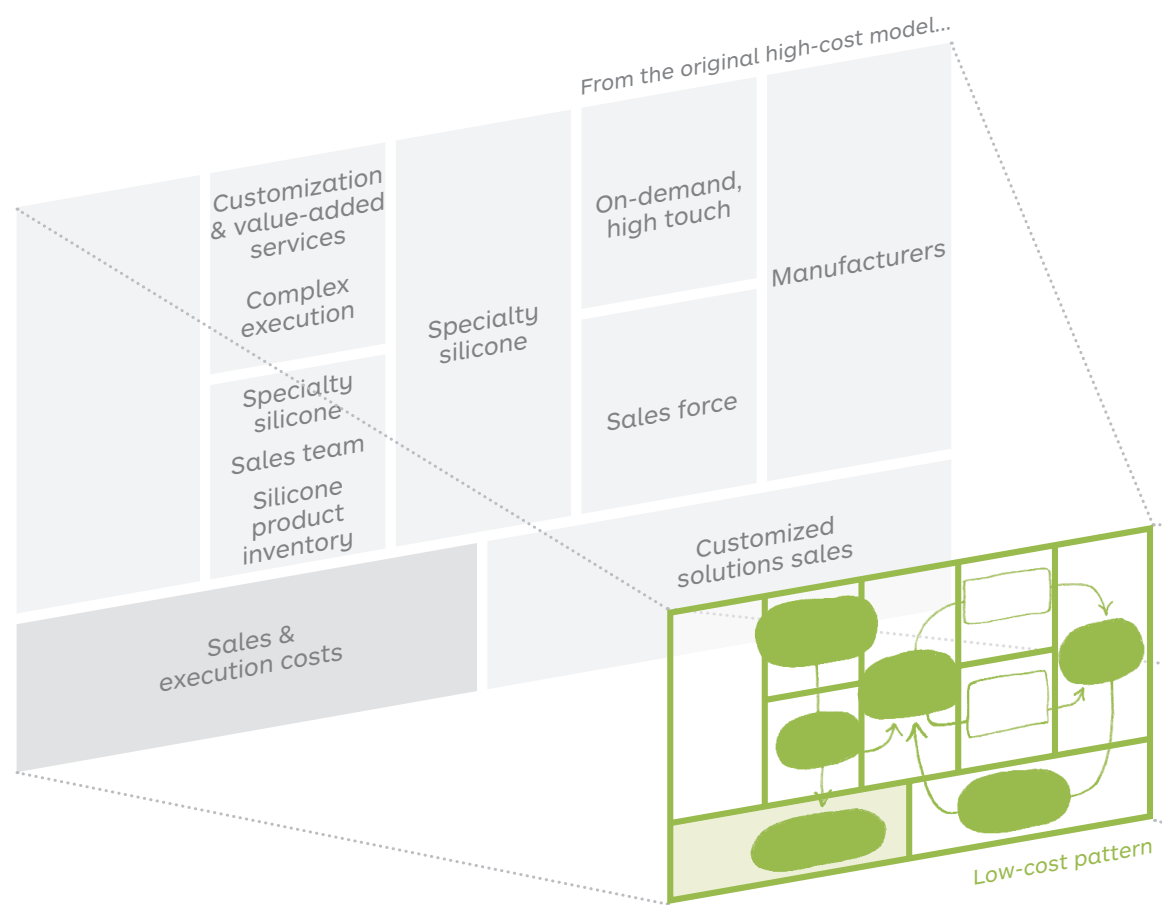 From the original high-cost model...
Customization
& value-added
services
Complex
execution
Specialty
silicone
Sales team
Silicone
product
inventory
Specialty
silicone
On-demand,
high touch
Sales force
Manufacturers
Sales &
execution costs
Customized
solutions sales
Low-cost pattern